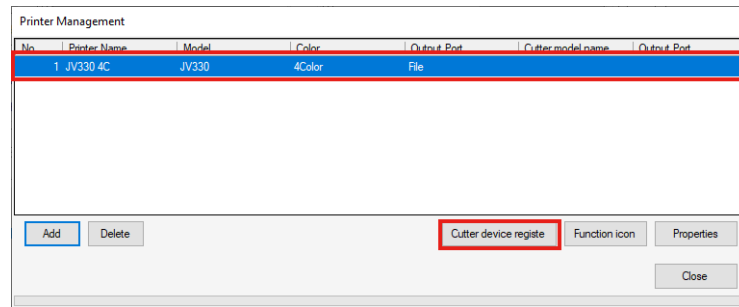 Printer Management
No. Printer Name Model Color Output Port Cutter model name Output Port
1 JV330 4C JV330 4Color File
Add Delete Cutter device registe Function icon Properties
Close